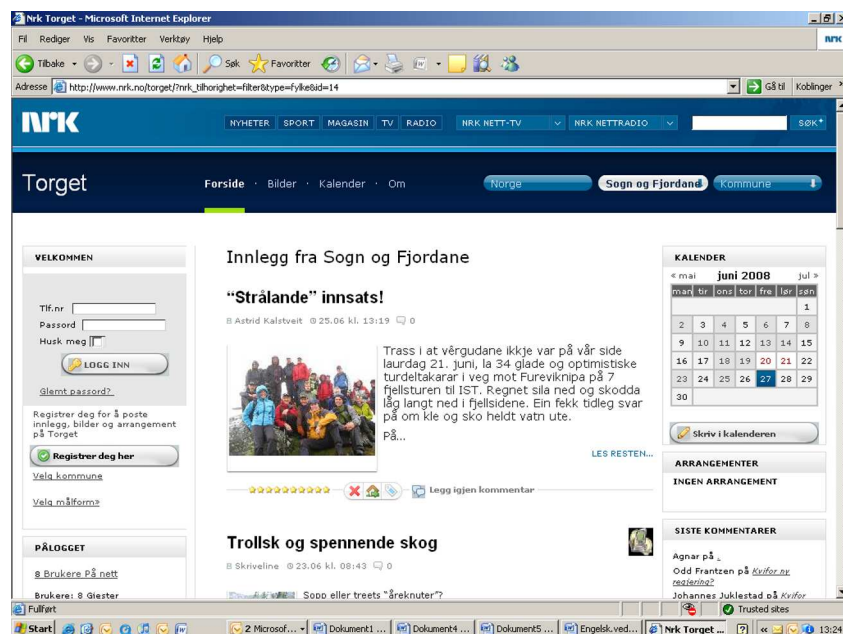 Nrk Torget - Microsoft Internet Explorer
Fil Rediger Vis Favoritter Verktøy Hjelp
Tilbake Søk Favoritter
Adresse http://www.nrk.no/torget/?nrk_tilhorighet=filter&type=fylke&id=14 Gå til Koblinger
NRK
NYHETER SPORT MAGASIN TV RADIO NRK NETT-TV NRK NETTRADIO SØK+
Torget
Forside · Bilder · Kalender · Om
Norge Sogn og Fjordane Kommune
VELKOMMEN
Tlf.nr
Passord
Husk meg
LOGG INN
Glemt passord?
Registrer deg for å poste
innlegg, bilder og arrangement
på Torget
Registrer deg her
Velg kommune
Velg målform»
PÅLOGGET
8 Brukere På nett
Brukere: 8 Gjester
Innlegg fra Sogn og Fjordane
“Strålande” innsats!
Astrid Kalstveit 25.06 kl. 13:19 0
Trass i at vêrgudane ikkje var på vår side
laurdag 21. juni, la 34 glade og optimistiske
turdeltakarar i veg mot Fureviknipa på 7
fjellsturen til IST. Regnet sila ned og skodda
låg langt ned i fjellsidene. Ein fekk tidleg svar
på om kle og sko heldt vatn ute.
På...
LES RESTEN...
Legg igjen kommentar
Trollsk og spennende skog
Skriveline 23.06 kl. 08:43 0
Sopp eller treets "åreknuter"?
KALENDER
« mai juni 2008 jul »
man tir ons tor fre lør søn
1
2 3 4 5 6 7 8
9 10 11 12 13 14 15
16 17 18 19 20 21 22
23 24 25 26 27 28 29
30
Skriv i kalenderen
ARRANGEMENTER
INGEN ARRANGEMENT
SISTE KOMMENTARER
Agnar på .
Odd Frantzen på Kvifor ny
regjering?
Johannes Juklestad på Kvifor
Fullført Trusted sites
Start 2 Microsof... Dokument1 ... Dokument4 ... Dokument5 ... Engelsk.ved... Nrk Torget ... 13:24